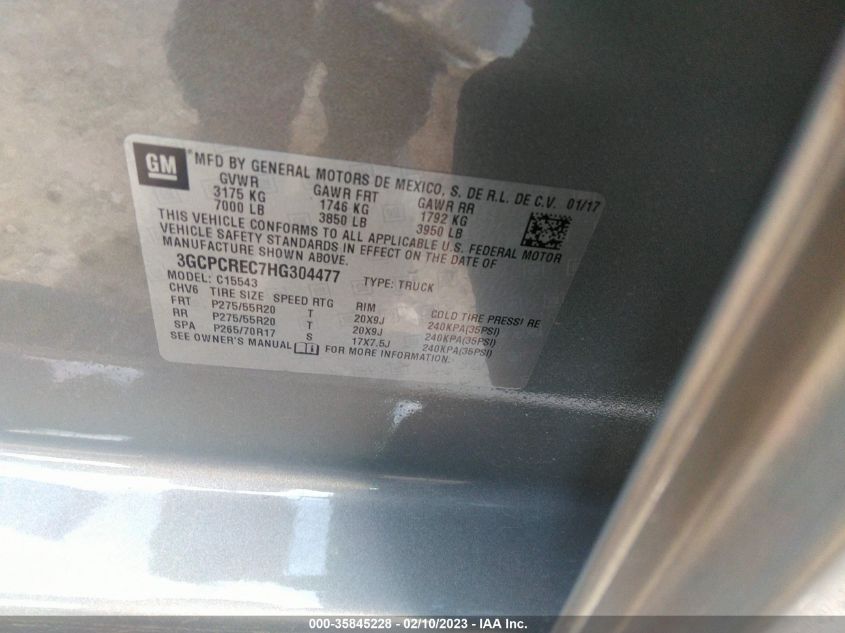 GM
*MFD BY GENERAL MOTORS DE MEXICO, S. DE R.L. DE C.V. 01/17
GVWR GAWR FRT GAWR RR
3175 KG 1746 KG 1792 KG
7000 LB 3850 LB 3950 LB
THIS VEHICLE CONFORMS TO ALL APPLICABLE U.S. FEDERAL MOTOR
VEHICLE SAFETY STANDARDS IN EFFECT ON THE DATE OF
MANUFACTURE SHOWN ABOVE.
3GCPCREC7HG304477 TYPE: TRUCK
MODEL: C15543
CHV6 TIRE SIZE SPEED RTG RIM COLD TIRE PRESSURE
FRT P275/55R20 T 20X9J 240KPA(35PSI)
RR P275/55R20 T 20X9J 240KPA(35PSI)
SPA P265/70R17 S 17X7.5J 240KPA(35PSI)
SEE OWNER'S MANUAL FOR MORE INFORMATION.
000-35845228 - 02/10/2023 - IAA Inc.